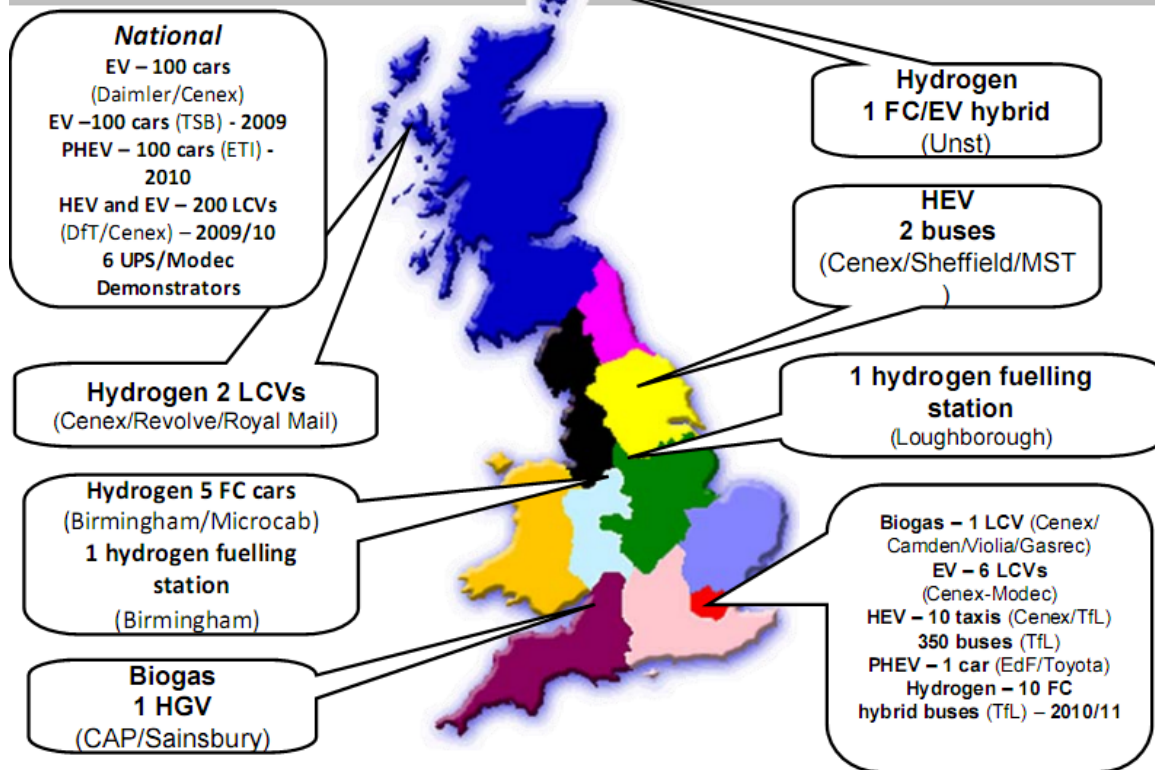 National
EV – 100 cars
(Daimler/Cenex)
EV –100 cars (TSB) - 2009
PHEV – 100 cars (ETI) -
2010
HEV and EV – 200 LCVs
(DfT/Cenex) – 2009/10
6 UPS/Modec
Demonstrators
Hydrogen
1 FC/EV hybrid
(Unst)
HEV
2 buses
(Cenex/Sheffield/MST
)
Hydrogen 2 LCVs
(Cenex/Revolve/Royal Mail)
1 hydrogen fuelling
station
(Loughborough)
Hydrogen 5 FC cars
(Birmingham/Microcab)
1 hydrogen fuelling
station
(Birmingham)
Biogas – 1 LCV (Cenex/
Camden/Violia/Gasrec)
EV – 6 LCVs
(Cenex-Modec)
HEV – 10 taxis (Cenex/TfL)
350 buses (TfL)
PHEV – 1 car (EdF/Toyota)
Hydrogen – 10 FC
hybrid buses (TfL) – 2010/11
Biogas
1 HGV
(CAP/Sainsbury)